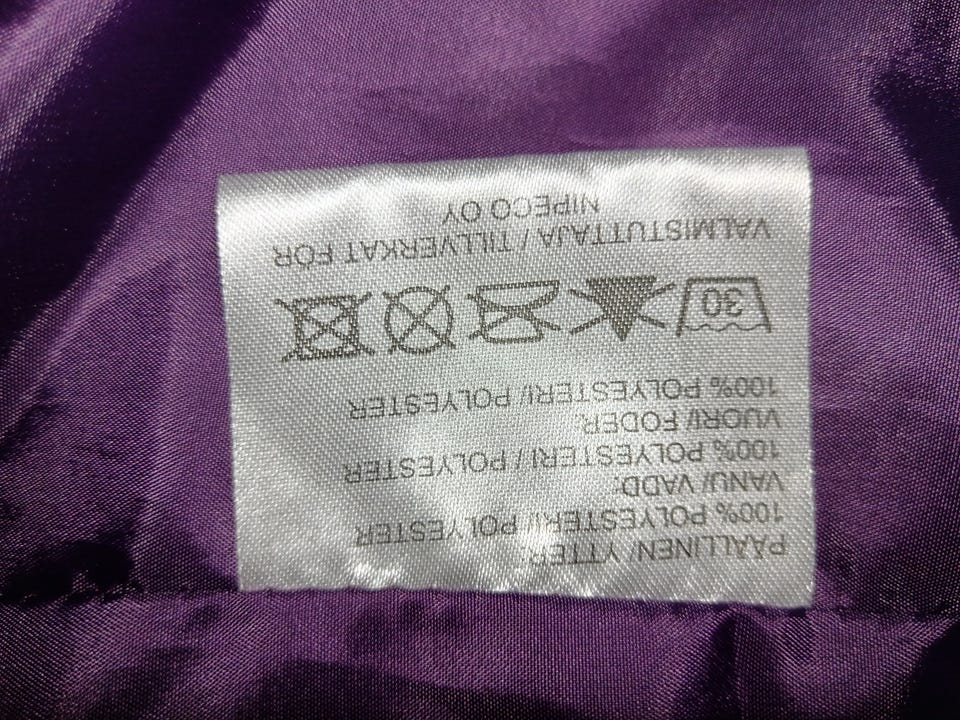 PÄÄLLINEN/ YTTER:
100% POLYESTERI/ POLYESTER
VANU/ VADD:
100% POLYESTERI / POLYESTER
VUORI/ FODER:
100% POLYESTERI/ POLYESTER
30
VALMISTUTTAJA / TILLVERKAT FÖR
NIPECO OY